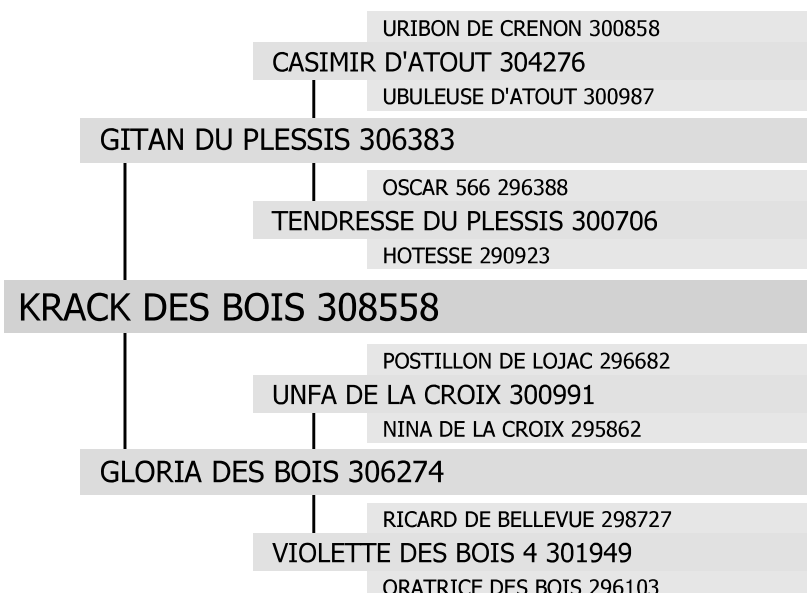 URIBON DE CRENON 300858
CASIMIR D'ATOUT 304276
UBULEUSE D'ATOUT 300987
GITAN DU PLESSIS 306383
OSCAR 566 296388
TENDRESSE DU PLESSIS 300706
HOTESSE 290923
KRACK DES BOIS 308558
POSTILLON DE LOJAC 296682
UNFA DE LA CROIX 300991
NINA DE LA CROIX 295862
GLORIA DES BOIS 306274
RICARD DE BELLEVUE 298727
VIOLETTE DES BOIS 4 301949
ORATRICE DES BOIS 296103